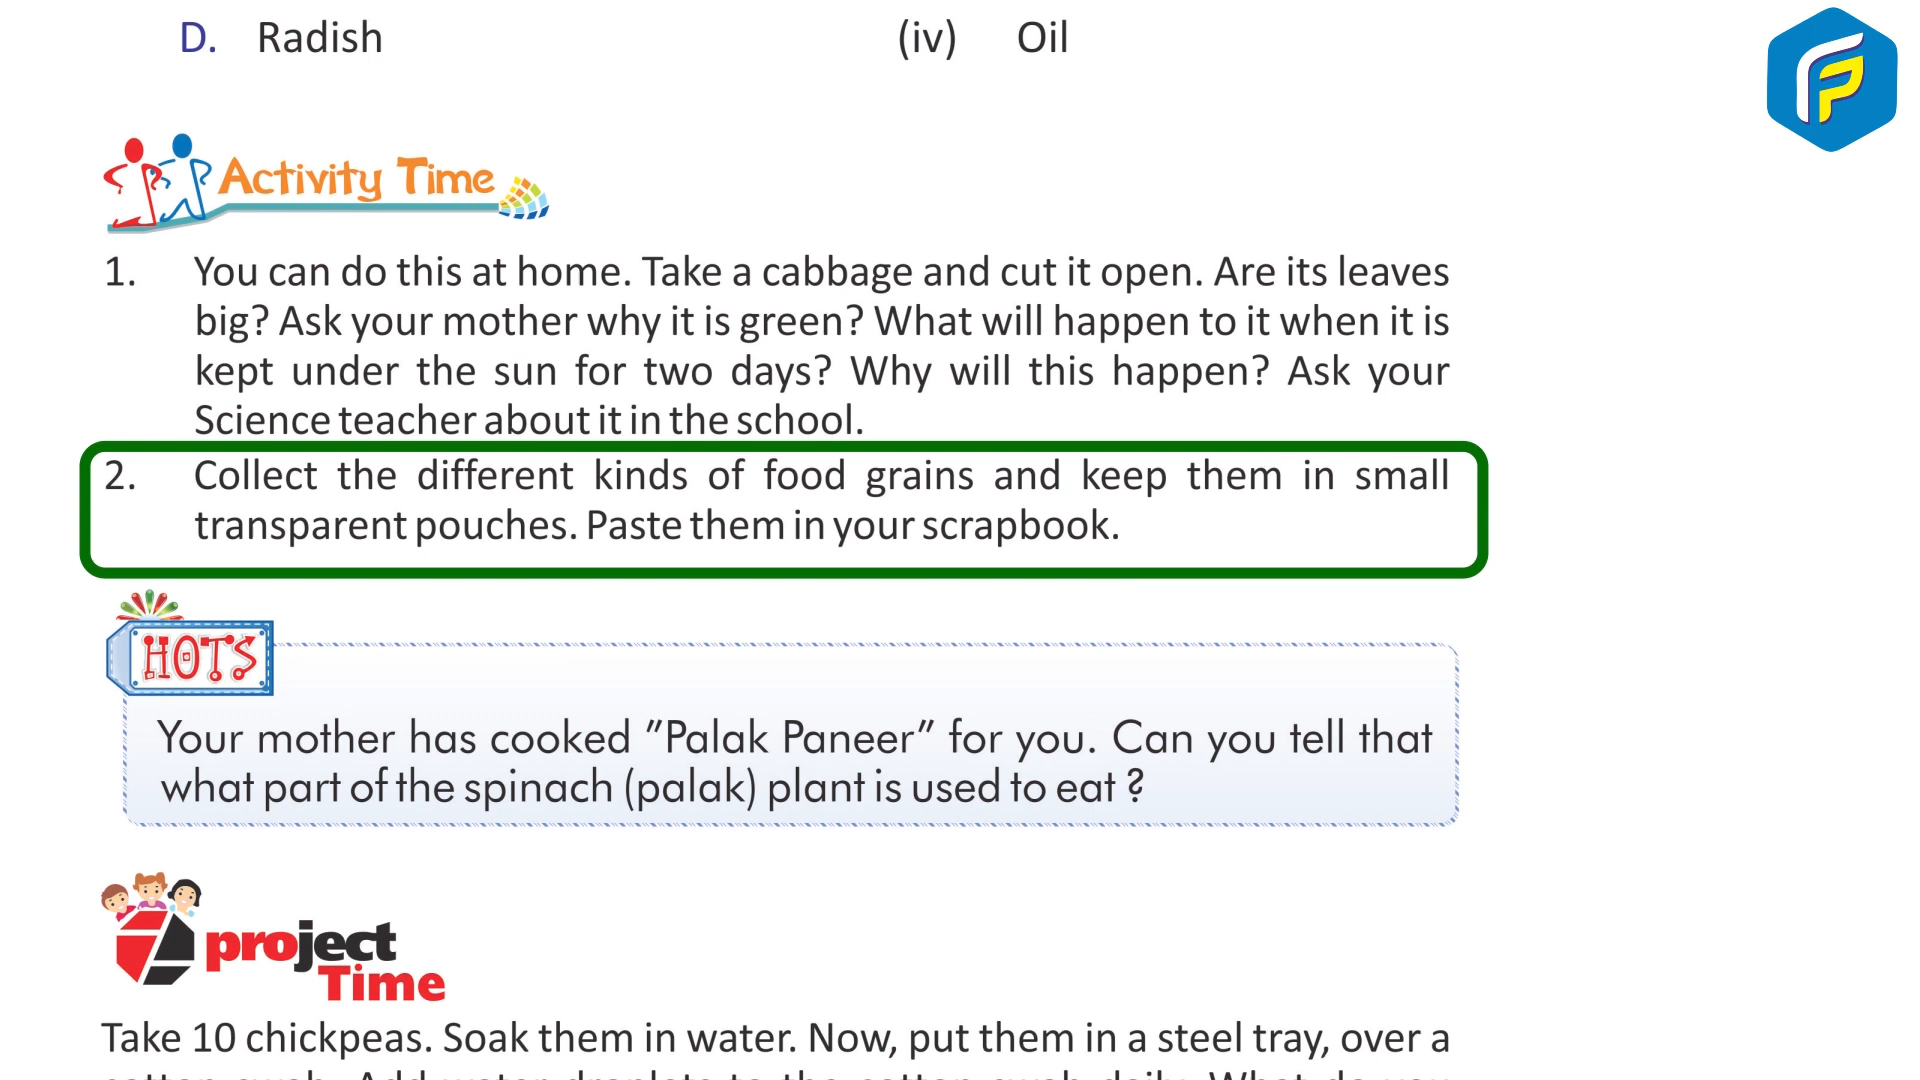 D. Radish (iv) Oil
Activity Time
1. You can do this at home. Take a cabbage and cut it open. Are its leaves
big? Ask your mother why it is green? What will happen to it when it is
kept under the sun for two days? Why will this happen? Ask your
Science teacher about it in the school.
2. Collect the different kinds of food grains and keep them in small
transparent pouches. Paste them in your scrapbook.
HOTS
Your mother has cooked "Palak Paneer" for you. Can you tell that
what part of the spinach (palak) plant is used to eat ?
project
Time
Take 10 chickpeas. Soak them in water. Now, put them in a steel tray, over a